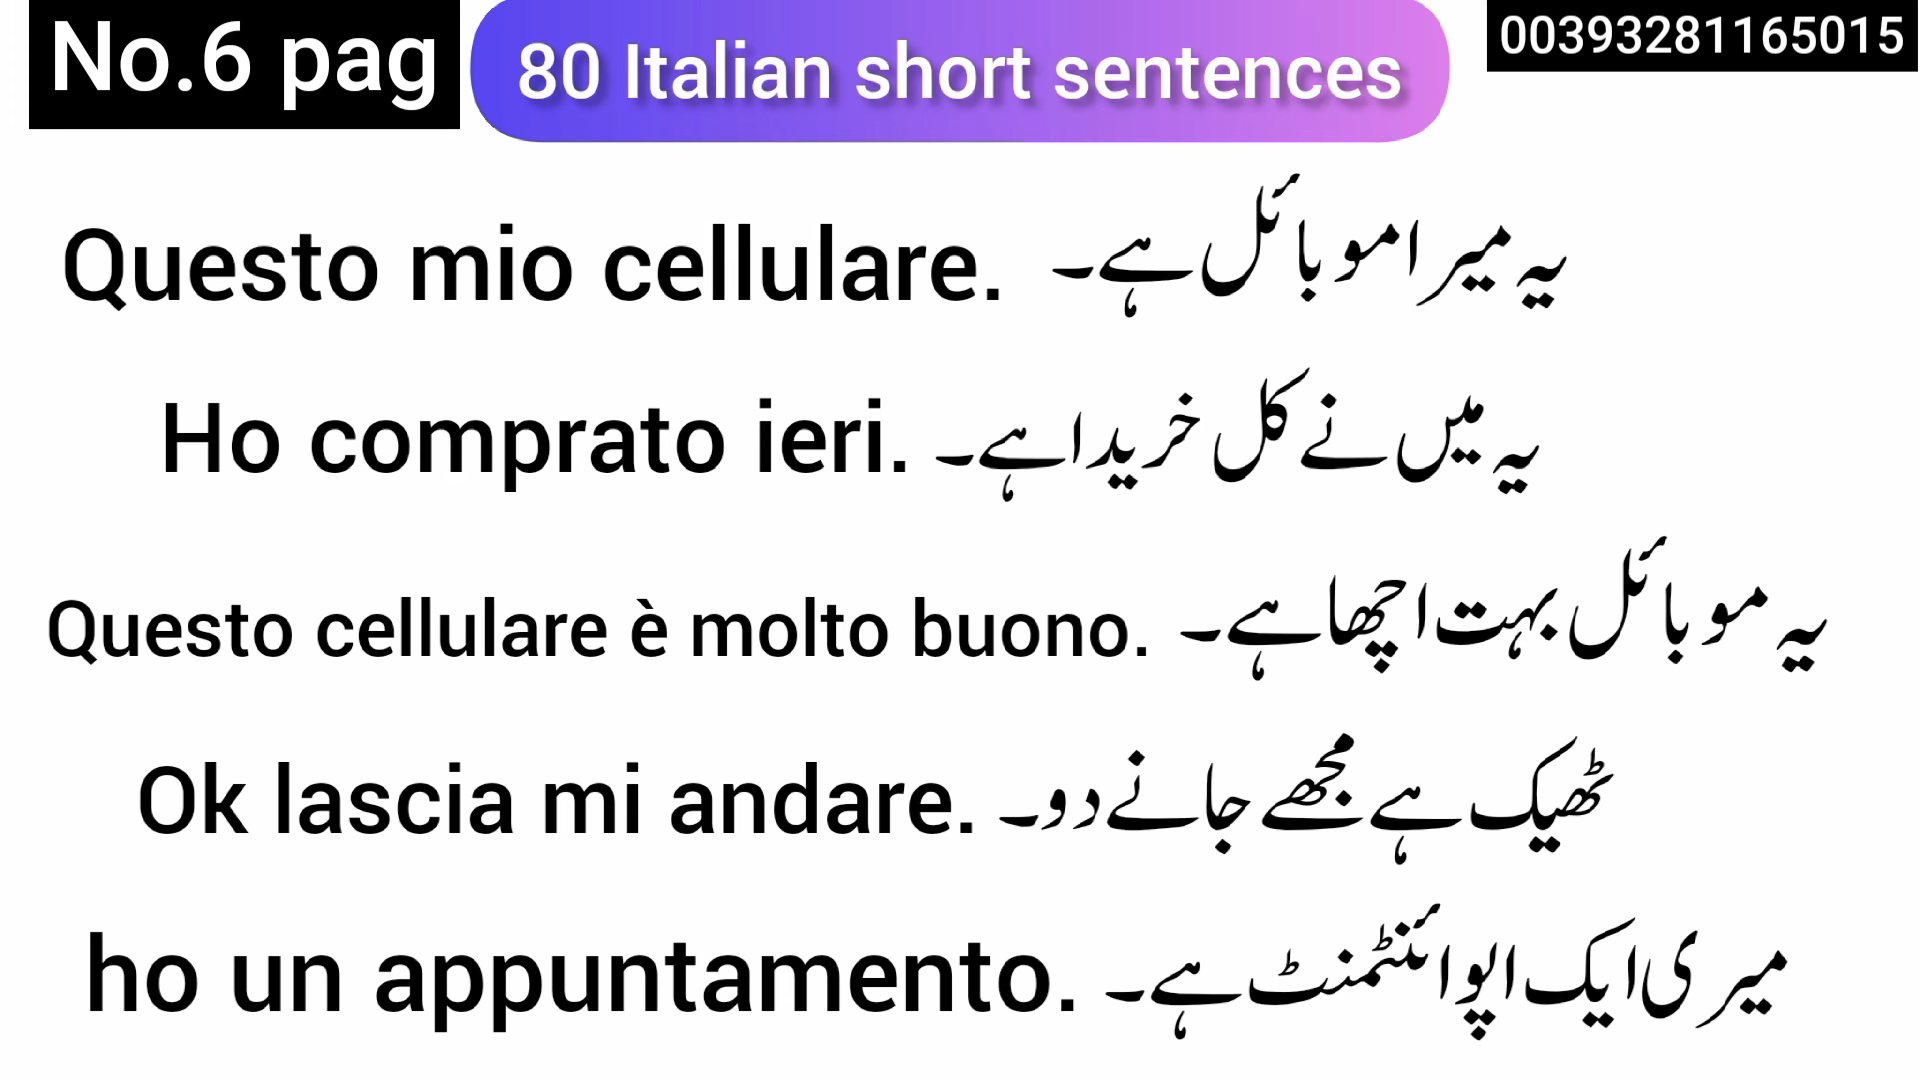 No.6 pag
80 Italian short sentences
00393281165015
Questo mio cellulare. یہ میرا موبائل ہے۔
Ho comprato ieri. یہ میں نے کل خریدا ہے۔
Questo cellulare è molto buono. یہ موبائل بہت اچھا ہے۔
Ok lascia mi andare. ٹھیک ہے مجھے جانے دو۔
ho un appuntamento. میری ایک اپوائنٹمنٹ ہے۔